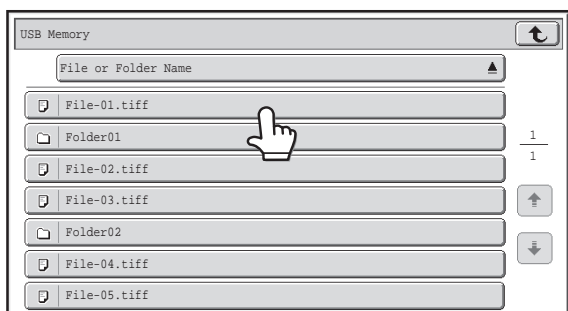 USB Memory
File or Folder Name
File-01.tiff
Folder01
File-02.tiff
File-03.tiff
Folder02
File-04.tiff
File-05.tiff
1
1